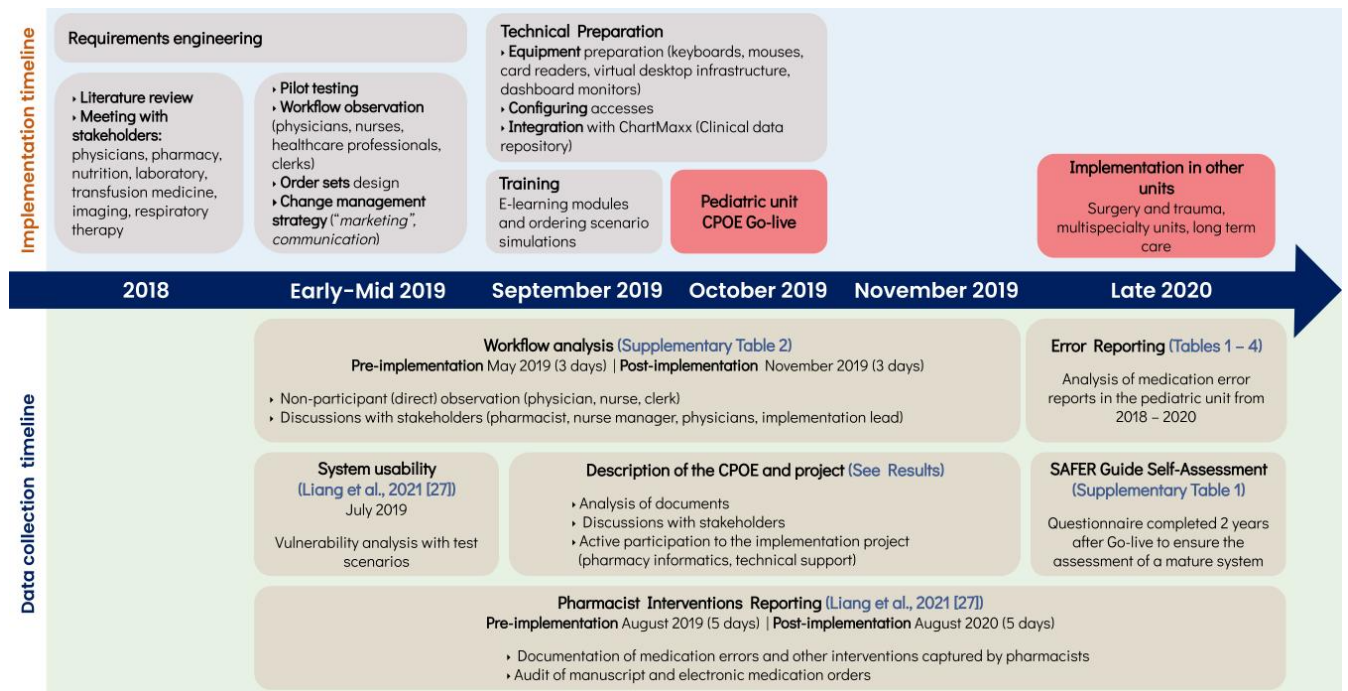 Implementation timeline
Requirements engineering
‣ Literature review
‣ Meeting with
stakeholders:
physicians, pharmacy,
nutrition, laboratory,
transfusion medicine,
imaging, respiratory
therapy
‣ Pilot testing
‣ Workflow observation
(physicians, nurses,
healthcare professionals,
clerks)
‣ Order sets design
‣ Change management
strategy ("marketing",
communication)
Technical Preparation
‣ Equipment preparation (keyboards, mouses,
card readers, virtual desktop infrastructure,
dashboard monitors)
‣ Configuring accesses
‣ Integration with ChartMaxx (Clinical data
repository)
Training
E-learning modules
and ordering scenario
simulations
Pediatric unit
CPOE Go-live
Implementation in other
units
Surgery and trauma,
multispecialty units, long term
care
2018 Early-Mid 2019 September 2019 October 2019 November 2019 Late 2020
Data collection timeline
Workflow analysis (Supplementary Table 2)
Pre-implementation May 2019 (3 days) | Post-implementation November 2019 (3 days)
‣ Non-participant (direct) observation (physician, nurse, clerk)
‣ Discussions with stakeholders (pharmacist, nurse manager, physicians, implementation lead)
Error Reporting (Tables 1 – 4)
Analysis of medication error
reports in the pediatric unit from
2018 – 2020
System usability
(Liang et al., 2021 [27])
July 2019
Vulnerability analysis with test
scenarios
Description of the CPOE and project (See Results)
‣ Analysis of documents
‣ Discussions with stakeholders
‣ Active participation to the implementation project
(pharmacy informatics, technical support)
SAFER Guide Self-Assessment
(Supplementary Table 1)
Questionnaire completed 2 years
after Go-live to ensure the
assessment of a mature system
Pharmacist Interventions Reporting (Liang et al., 2021 [27])
Pre-implementation August 2019 (5 days) | Post-implementation August 2020 (5 days)
‣ Documentation of medication errors and other interventions captured by pharmacists
‣ Audit of manuscript and electronic medication orders